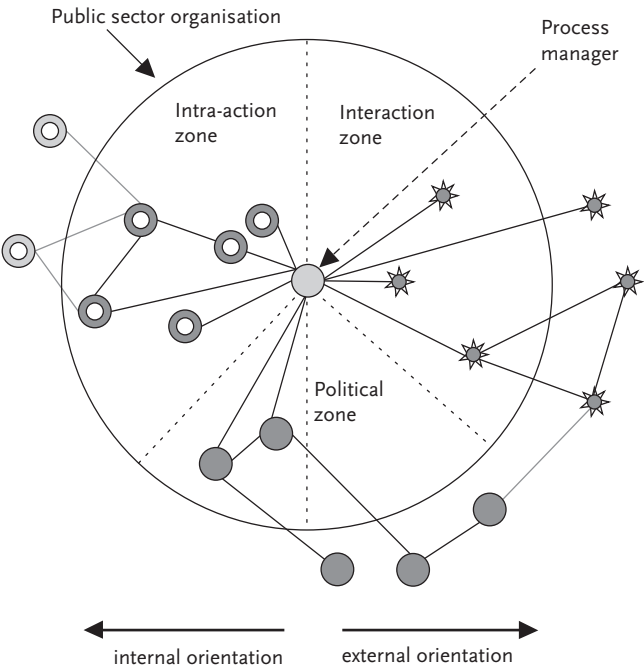 Public sector organisation
Process
manager
Intra-action
zone
Interaction
zone
Political
zone
internal orientation
external orientation